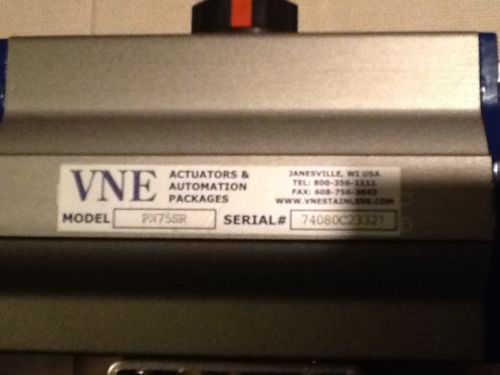 VNE
ACTUATORS &
AUTOMATION
PACKAGES
JANESVILLE, WI USA
TEL: 800-356-1111
FAX: 608-756-3643
WWW.VNESTAINLESS.COM
MODEL PN75SR SERIAL# 74080C23327